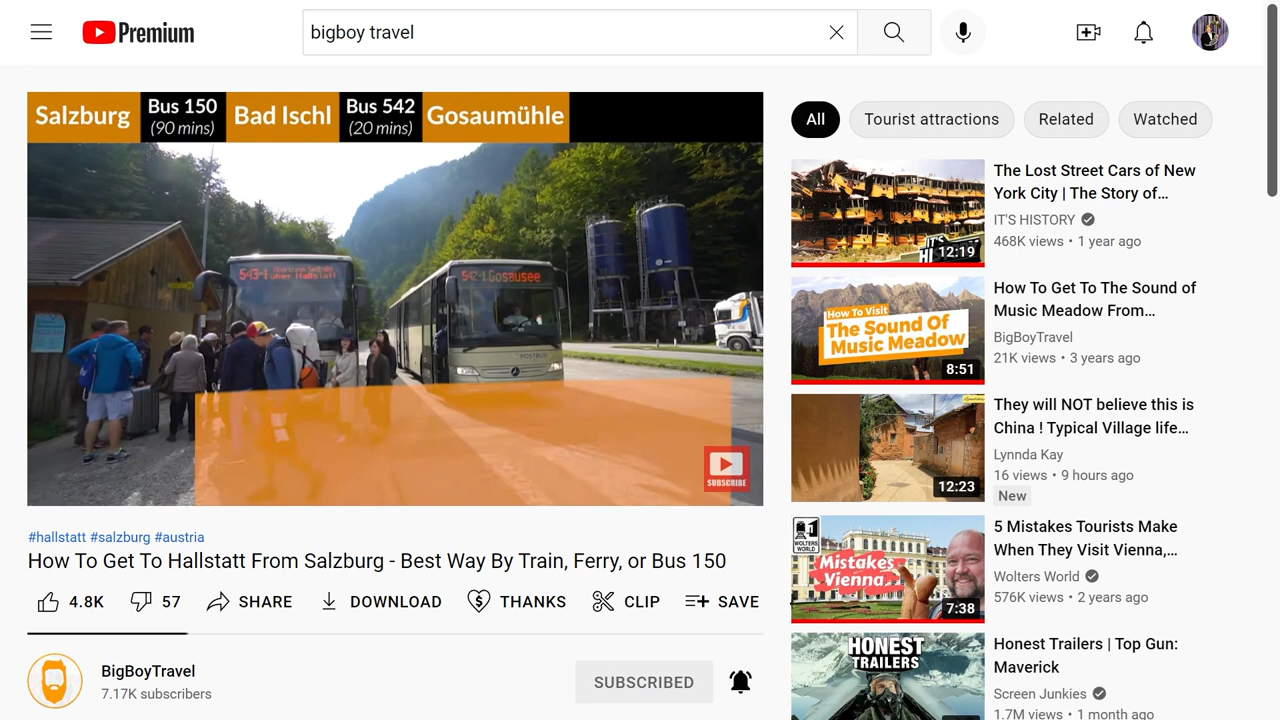 Premium
bigboy travel
Salzburg Bus 150 (90 mins) Bad Ischl Bus 542 (20 mins) Gosaumühle
542-1 Gosausee
POSTBUS
SUBSCRIBE
#hallstatt #salzburg #austria
How To Get To Hallstatt From Salzburg - Best Way By Train, Ferry, or Bus 150
4.8K 57 SHARE DOWNLOAD THANKS CLIP SAVE
BigBoyTravel
7.17K subscribers
SUBSCRIBED
All Tourist attractions Related Watched
IT'S
HI
12:19
The Lost Street Cars of New
York City | The Story of…
IT'S HISTORY
468K views • 1 year ago
How To Visit
The Sound Of
Music Meadow
8:51
How To Get To The Sound of
Music Meadow From…
BigBoyTravel
21K views • 3 years ago
12:23
They will NOT believe this is
China ! Typical Village life…
Lynnda Kay
16 views • 9 hours ago
New
WOLTERS
WORLD
Mistakes
Vienna
7:38
5 Mistakes Tourists Make
When They Visit Vienna,…
Wolters World
576K views • 2 years ago
HONEST
TRAILERS
Honest Trailers | Top Gun:
Maverick
Screen Junkies
1.7M views • 1 month ago